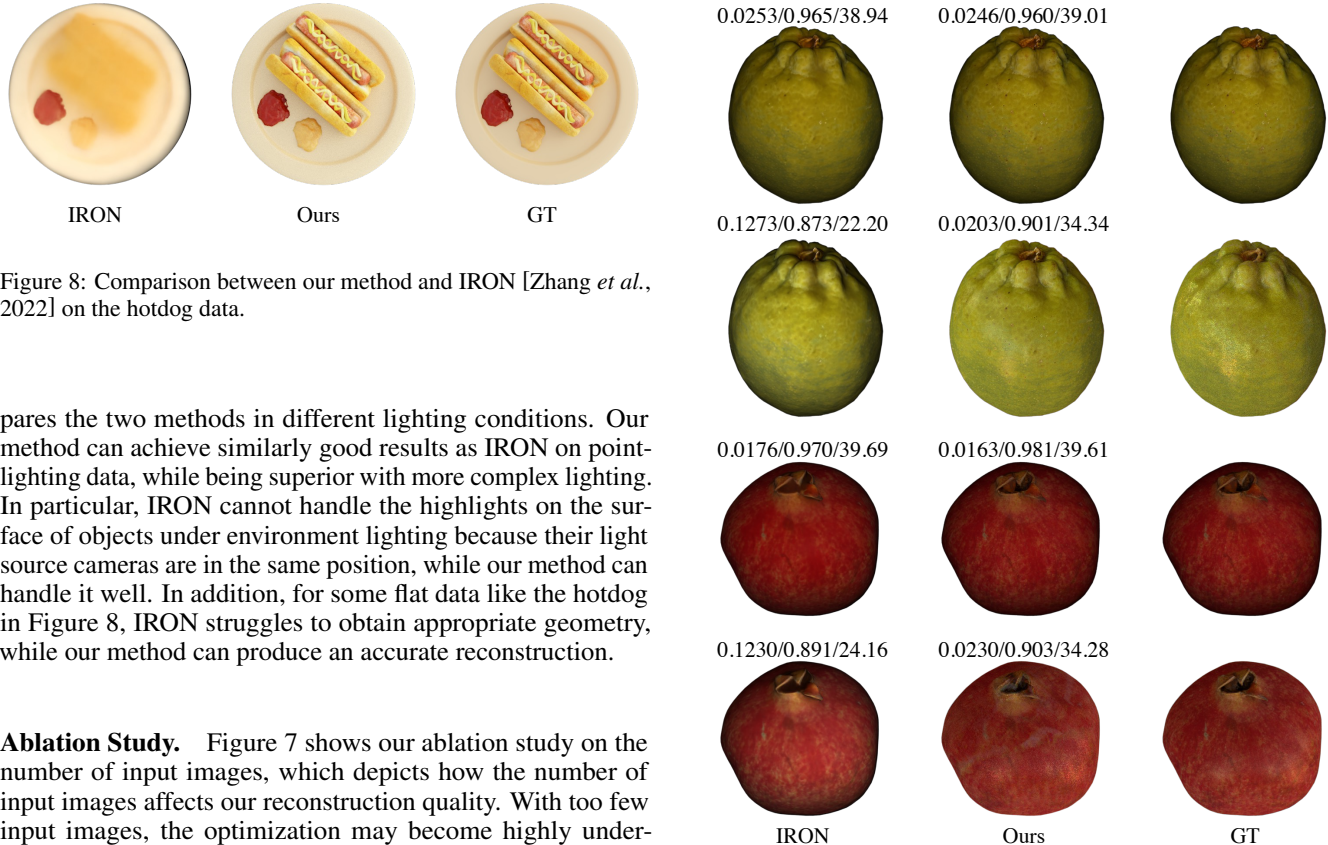 IRON
Ours
GT
Figure 8: Comparison between our method and IRON [Zhang et al.,
2022] on the hotdog data.
pares the two methods in different lighting conditions. Our
method can achieve similarly good results as IRON on point-
lighting data, while being superior with more complex lighting.
In particular, IRON cannot handle the highlights on the sur-
face of objects under environment lighting because their light
source cameras are in the same position, while our method can
handle it well. In addition, for some flat data like the hotdog
in Figure 8, IRON struggles to obtain appropriate geometry,
while our method can produce an accurate reconstruction.
Ablation Study. Figure 7 shows our ablation study on the
number of input images, which depicts how the number of
input images affects our reconstruction quality. With too few
input images, the optimization may become highly under-
0.0253/0.965/38.94
0.0246/0.960/39.01
0.1273/0.873/22.20
0.0203/0.901/34.34
0.0176/0.970/39.69
0.0163/0.981/39.61
0.1230/0.891/24.16
0.0230/0.903/34.28
IRON
Ours
GT